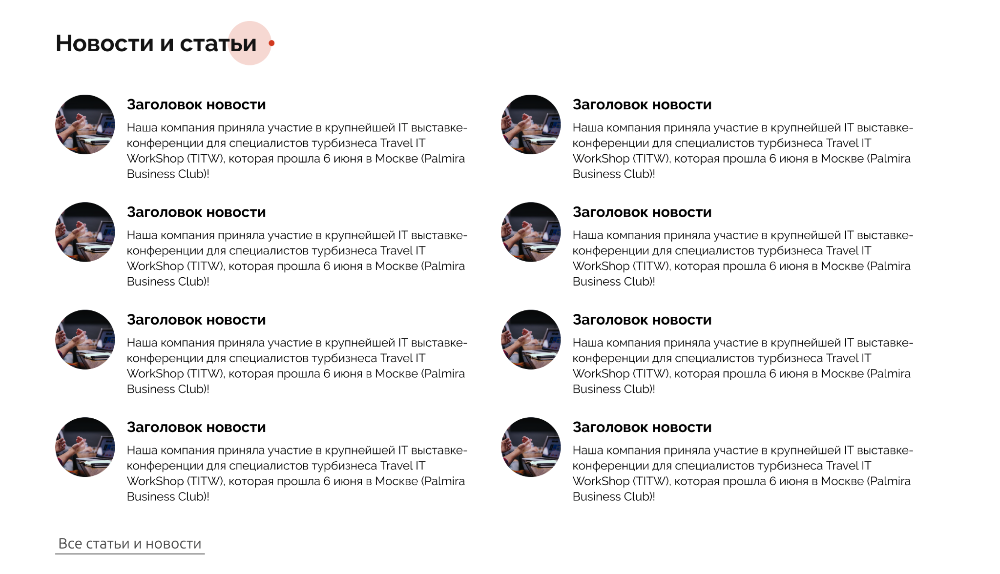 Новости и статьи
Заголовок новости
Наша компания приняла участие в крупнейшей IT выставке-
конференции для специалистов турбизнеса Travel IT
WorkShop (TITW), которая прошла 6 июня в Москве (Palmira
Business Club)!
Заголовок новости
Наша компания приняла участие в крупнейшей IT выставке-
конференции для специалистов турбизнеса Travel IT
WorkShop (TITW), которая прошла 6 июня в Москве (Palmira
Business Club)!
Заголовок новости
Наша компания приняла участие в крупнейшей IT выставке-
конференции для специалистов турбизнеса Travel IT
WorkShop (TITW), которая прошла 6 июня в Москве (Palmira
Business Club)!
Заголовок новости
Наша компания приняла участие в крупнейшей IT выставке-
конференции для специалистов турбизнеса Travel IT
WorkShop (TITW), которая прошла 6 июня в Москве (Palmira
Business Club)!
Заголовок новости
Наша компания приняла участие в крупнейшей IT выставке-
конференции для специалистов турбизнеса Travel IT
WorkShop (TITW), которая прошла 6 июня в Москве (Palmira
Business Club)!
Заголовок новости
Наша компания приняла участие в крупнейшей IT выставке-
конференции для специалистов турбизнеса Travel IT
WorkShop (TITW), которая прошла 6 июня в Москве (Palmira
Business Club)!
Заголовок новости
Наша компания приняла участие в крупнейшей IT выставке-
конференции для специалистов турбизнеса Travel IT
WorkShop (TITW), которая прошла 6 июня в Москве (Palmira
Business Club)!
Заголовок новости
Наша компания приняла участие в крупнейшей IT выставке-
конференции для специалистов турбизнеса Travel IT
WorkShop (TITW), которая прошла 6 июня в Москве (Palmira
Business Club)!
Все статьи и новости